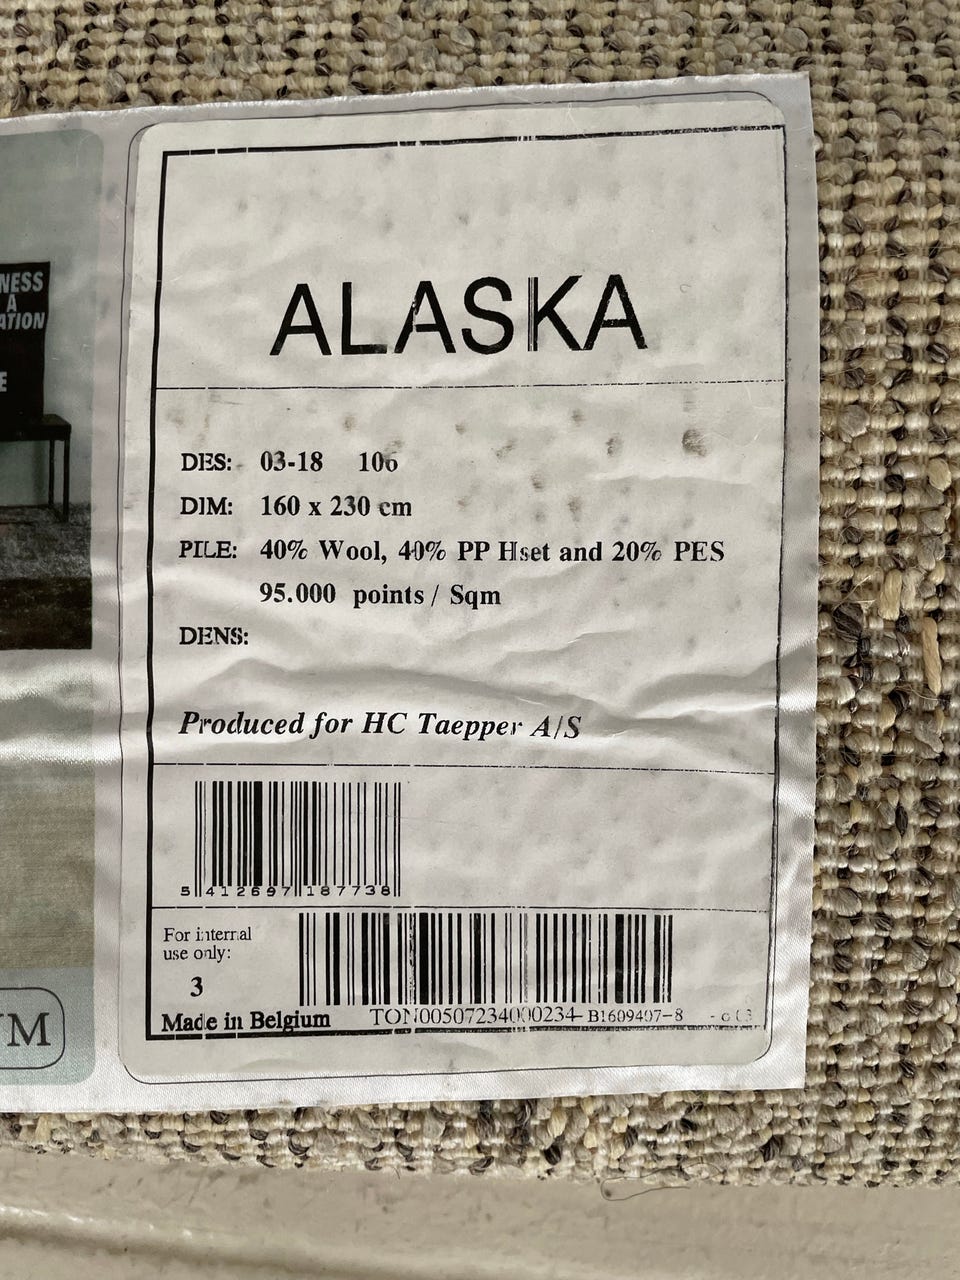 NESS
A
ATION
E
ALASKA
DES: 03-18 106
DIM: 160 x 230 cm
PILE: 40% Wool, 40% PP Hset and 20% PES
95.000 points / Sqm
DENS:
Produced for HC Taepper A/S
5 412697 187738
For internal
use only:
3
Made in Belgium TON00507234000234-B1609407-8
M